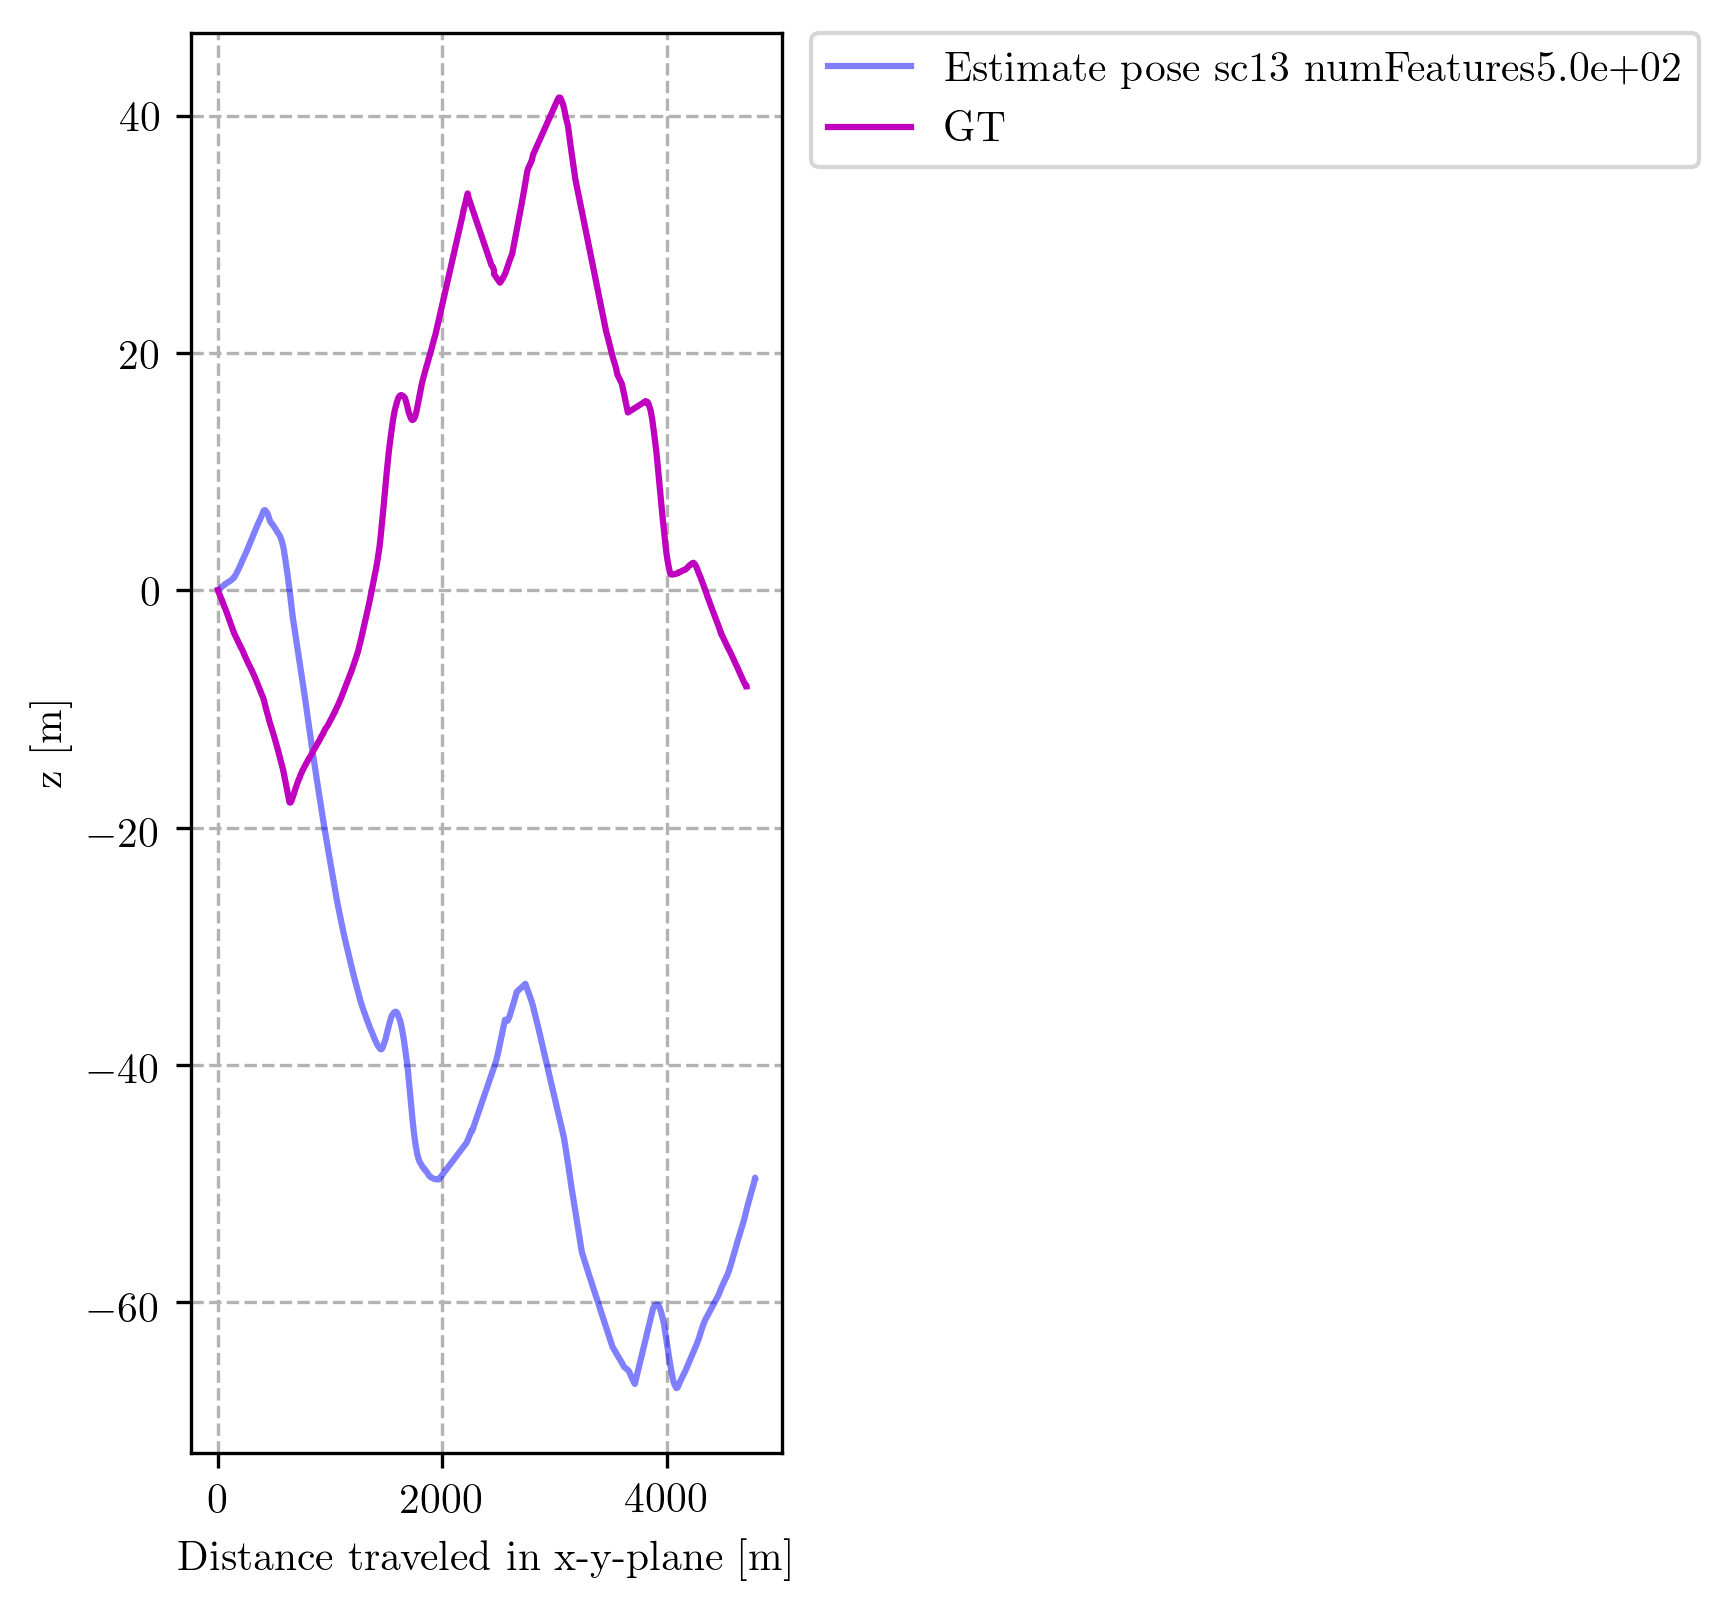 Estimate pose sc13 numFeatures5.0e+02
GT
40
20
0
−20
−40
−60
z [m]
0 2000 4000
Distance traveled in x-y-plane [m]